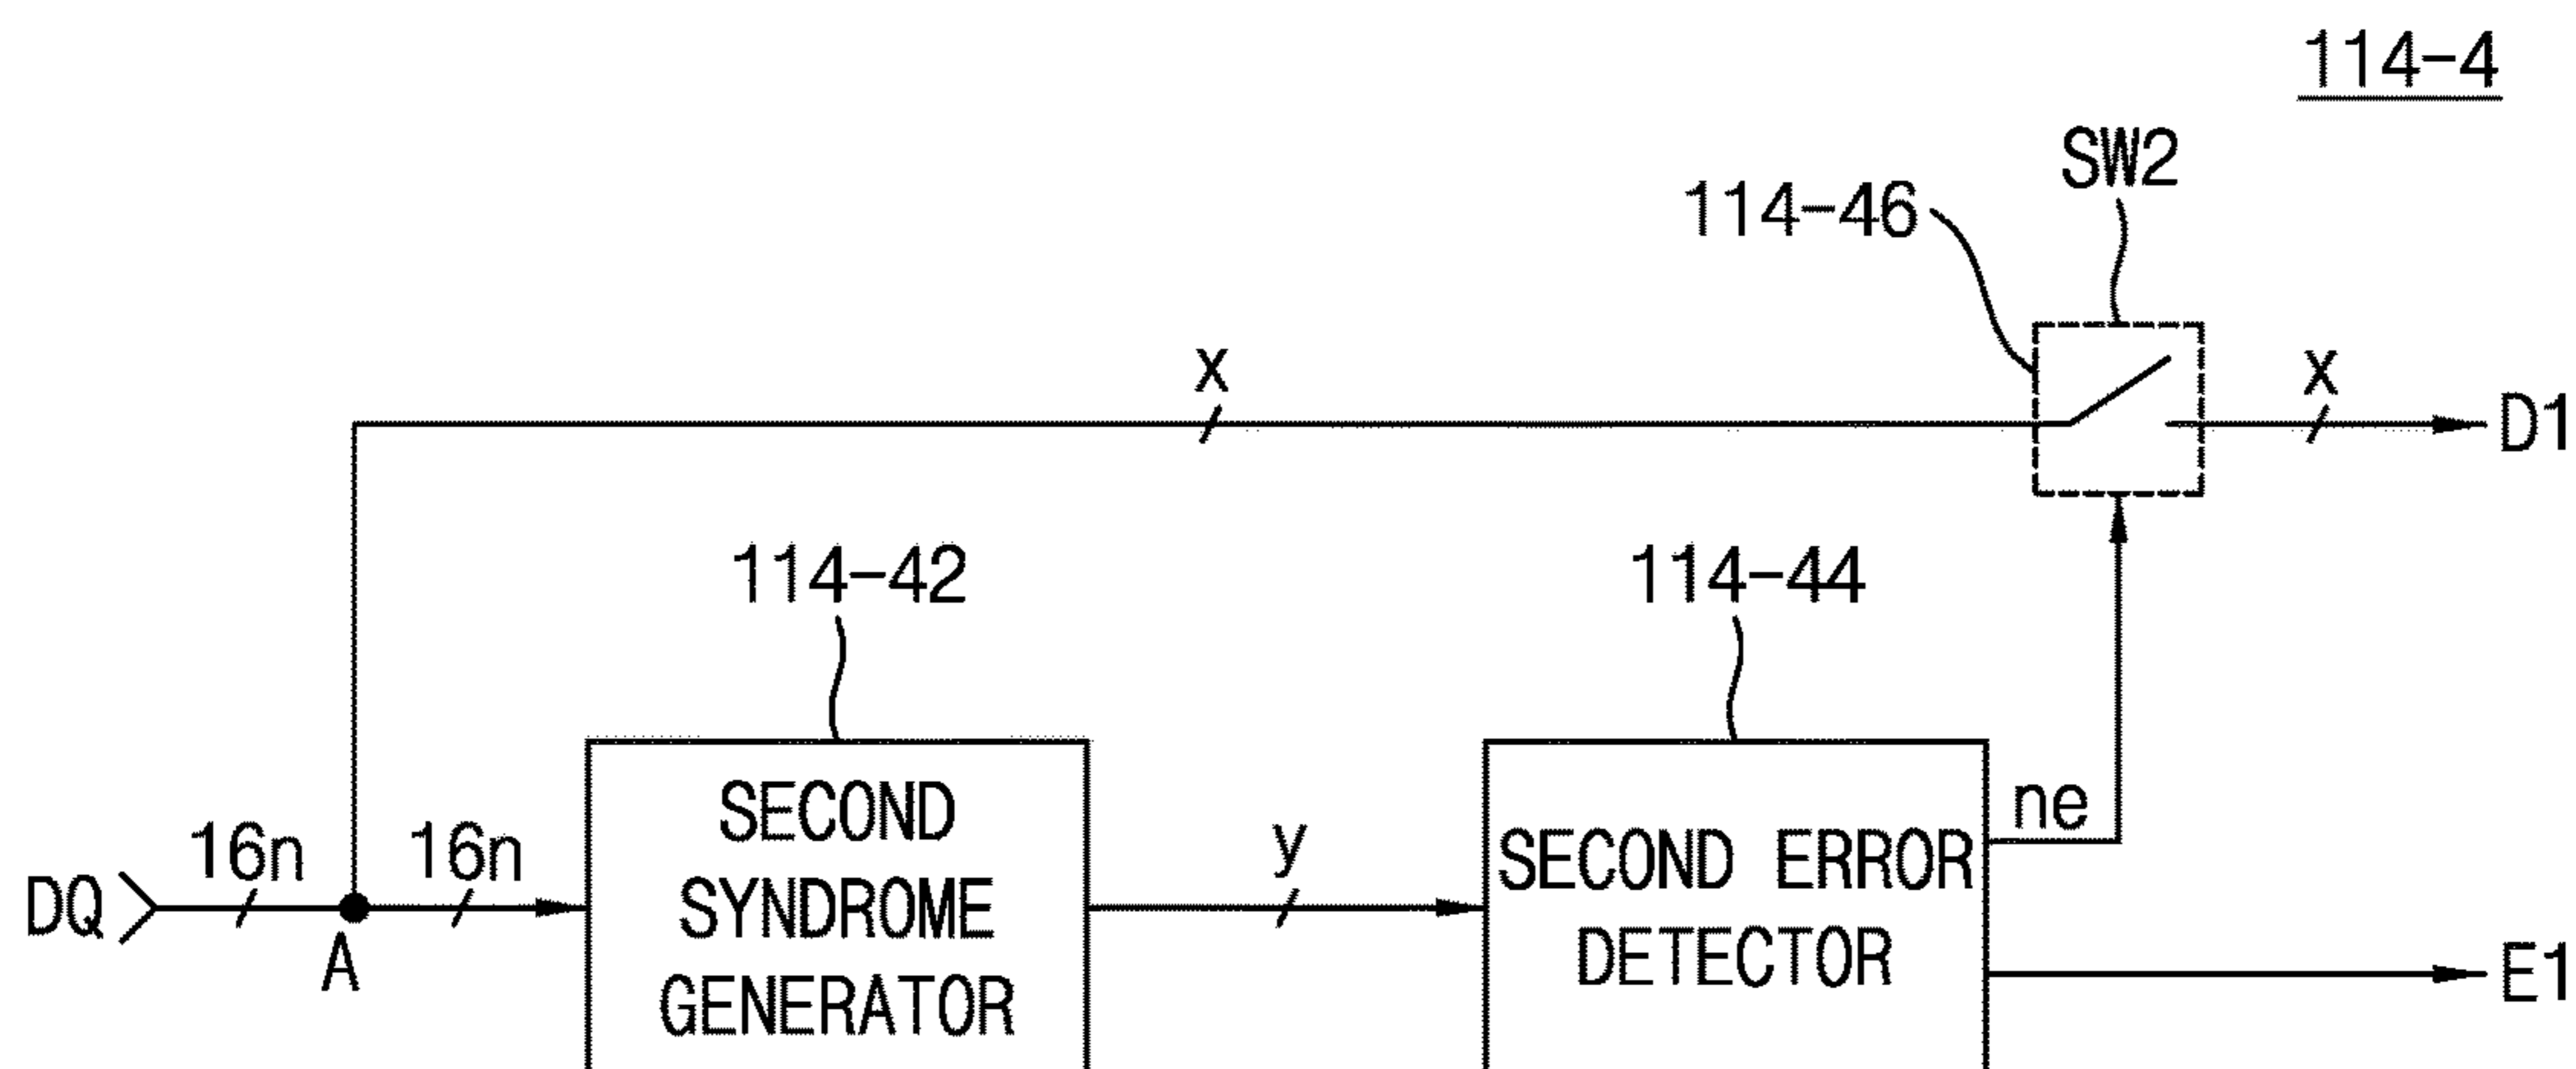 114-4
SW2
114-46
x
x
D1
114-42
114-44
DQ
16n
16n
A
SECOND
SYNDROME
GENERATOR
y
SECOND ERROR
DETECTOR
ne
E1